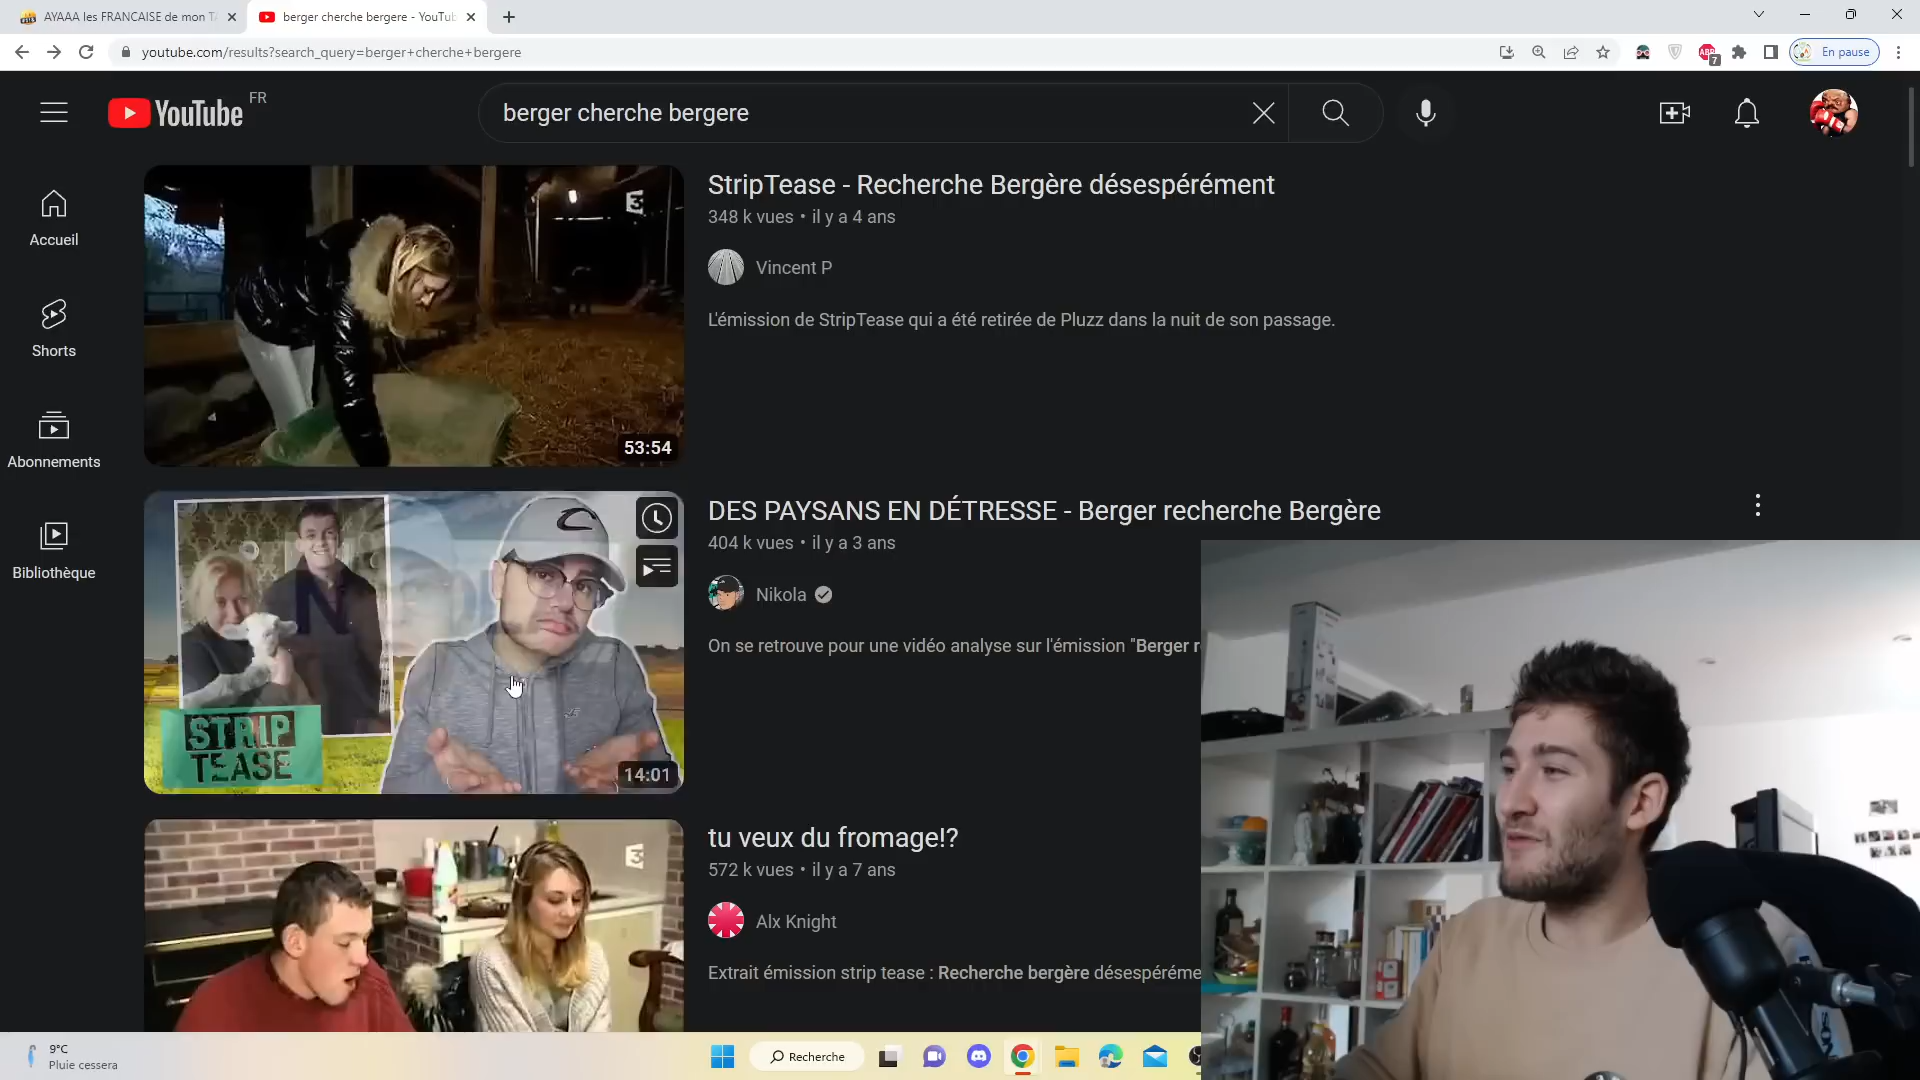 AYAAA les FRANCAISE de mon T
berger cherche bergere - YouTub
youtube.com/results?search_query=berger+cherche+bergere
ABP
7
En pause
YouTube FR
berger cherche bergere
Accueil
Shorts
Abonnements
Bibliothèque
3
53:54
StripTease - Recherche Bergère désespérément
348 k vues • il y a 4 ans
Vincent P
L'émission de StripTease qui a été retirée de Pluzz dans la nuit de son passage.
STRIP
TEASE
14:01
DES PAYSANS EN DÉTRESSE - Berger recherche Bergère
404 k vues • il y a 3 ans
Nikola
On se retrouve pour une vidéo analyse sur l'émission "Berger r
3
tu veux du fromage!?
572 k vues • il y a 7 ans
Alx Knight
Extrait émission strip tease : Recherche bergère désespéréme
9°C
Pluie cessera
Recherche